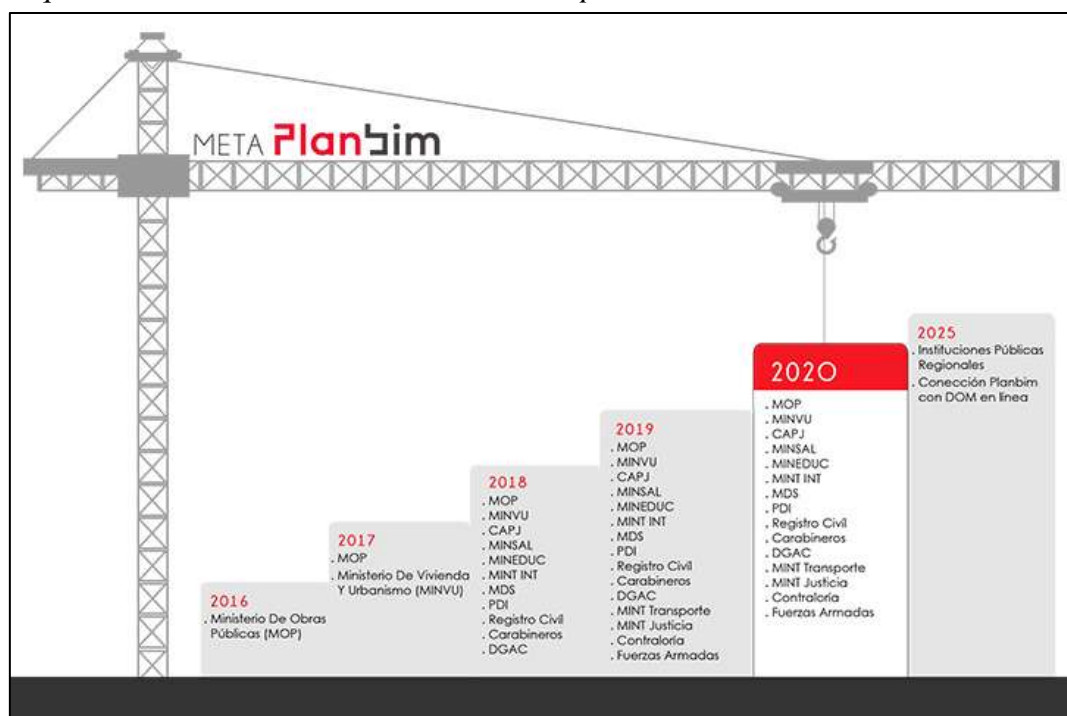 META Planbim
2016
. Ministerio De Obras
Públicas (MOP)
2017
. MOP
. Ministerio De Vivienda
Y Urbanismo (MINVU)
2018
. MOP
. MINVU
. CAPJ
. MINSAL
. MINEDUC
. MINT INT
. MDS
. PDI
. Registro Civil
. Carabineros
. DGAC
2019
. MOP
. MINVU
. CAPJ
. MINSAL
. MINEDUC
. MINT INT
. MDS
. PDI
. Registro Civil
. Carabineros
. DGAC
. MINT Transporte
. MINT Justicia
. Contraloría
. Fuerzas Armadas
2020
. MOP
. MINVU
. CAPJ
. MINSAL
. MINEDUC
. MINT INT
. MDS
. PDI
. Registro Civil
. Carabineros
. DGAC
. MINT Transporte
. MINT Justicia
. Contraloría
. Fuerzas Armadas
2025
. Instituciones Públicas
Regionales
. Conección Planbim
con DOM en línea